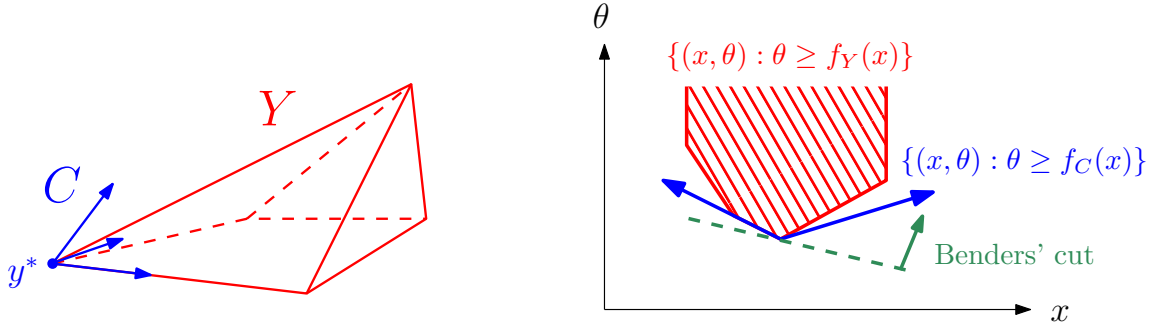 Y
C
y*
θ
{(x, θ) : θ ≥ f_Y(x)}
{(x, θ) : θ ≥ f_C(x)}
Benders' cut
x